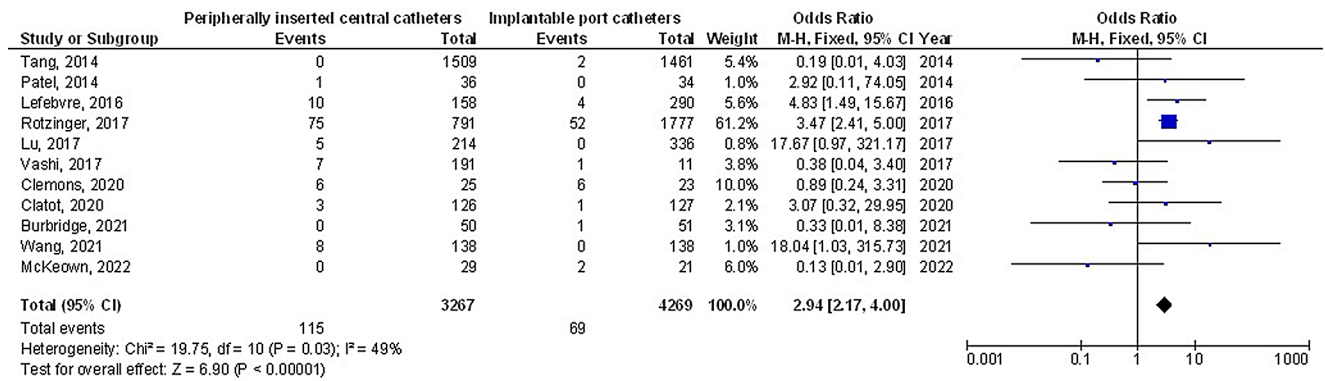 Peripherally inserted central catheters Implantable port catheters Odds Ratio Odds Ratio
Study or Subgroup Events Total Events Total Weight M-H, Fixed, 95% CI Year M-H, Fixed, 95% CI
Tang, 2014 0 1509 2 1461 5.4% 0.19 [0.01, 4.03] 2014
Patel, 2014 1 36 0 34 1.0% 2.92 [0.11, 74.05] 2014
Lefebvre, 2016 10 158 4 290 5.6% 4.83 [1.49, 15.67] 2016
Rotzinger, 2017 75 791 52 1777 61.2% 3.47 [2.41, 5.00] 2017
Lu, 2017 5 214 0 336 0.8% 17.67 [0.97, 321.17] 2017
Vashi, 2017 7 191 1 11 3.8% 0.38 [0.04, 3.40] 2017
Clemons, 2020 6 25 6 23 10.0% 0.89 [0.24, 3.31] 2020
Clatot, 2020 3 126 1 127 2.1% 3.07 [0.32, 29.95] 2020
Burbridge, 2021 0 50 1 51 3.1% 0.33 [0.01, 8.38] 2021
Wang, 2021 8 138 0 138 1.0% 18.04 [1.03, 315.73] 2021
McKeown, 2022 0 29 2 21 6.0% 0.13 [0.01, 2.90] 2022
Total (95% CI) 3267 4269 100.0% 2.94 [2.17, 4.00]
Total events 115 69
Heterogeneity: Chi² = 19.75, df = 10 (P = 0.03); I² = 49%
Test for overall effect: Z = 6.90 (P < 0.00001)
0.001 0.1 1 10 1000